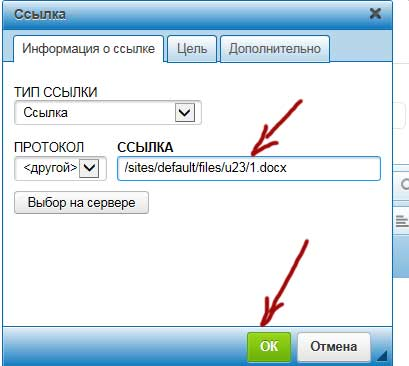 Ссылка
Информация о ссылке Цель Дополнительно
ТИП ССЫЛКИ
Ссылка
ПРОТОКОЛ ССЫЛКА
<другой> /sites/default/files/u23/1.docx
Выбор на сервере
ОК Отмена